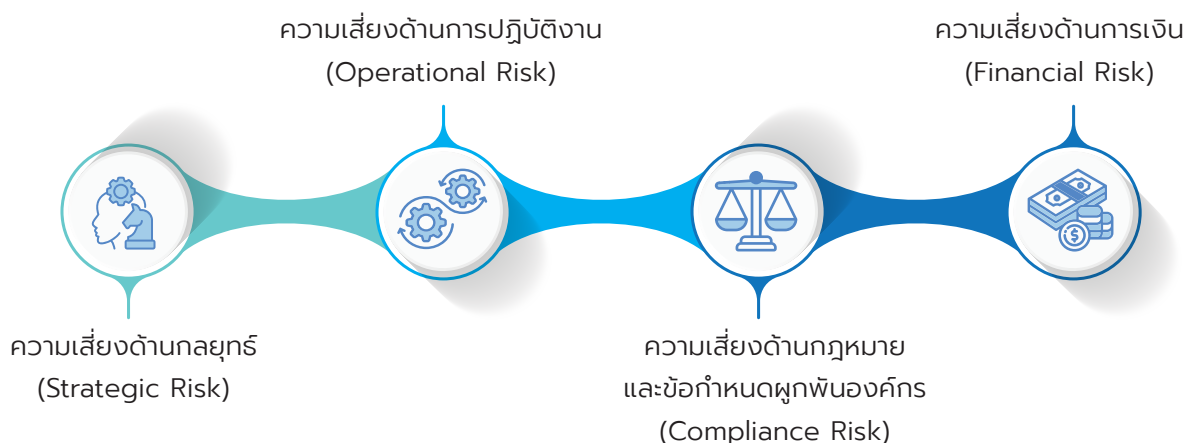 ความเสี่ยงด้านการปฏิบัติงาน
(Operational Risk)
ความเสี่ยงด้านการเงิน
(Financial Risk)
$
ความเสี่ยงด้านกลยุทธ์
(Strategic Risk)
ความเสี่ยงด้านกฎหมาย
และข้อกำหนดผูกพันองค์กร
(Compliance Risk)